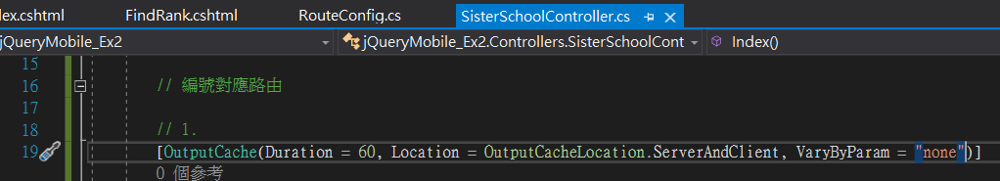 lex.cshtml FindRank.cshtml RouteConfig.cs SisterSchoolController.cs
jQueryMobile_Ex2 jQueryMobile_Ex2.Controllers.SisterSchoolCont Index()
15
16 // 編號對應路由
17
18 // 1.
19 [OutputCache(Duration = 60, Location = OutputCacheLocation.ServerAndClient, VaryByParam = "none")]
0 個參考